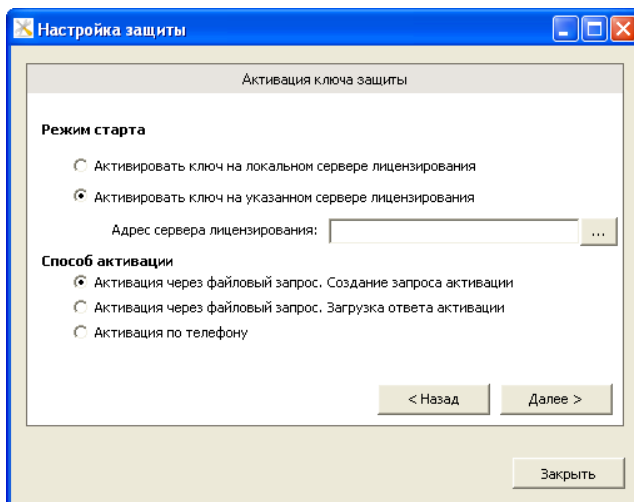 Настройка защиты
Активация ключа защиты
Режим старта
Активировать ключ на локальном сервере лицензирования
Активировать ключ на указанном сервере лицензирования
Адрес сервера лицензирования: ...
Способ активации
Активация через файловый запрос. Создание запроса активации
Активация через файловый запрос. Загрузка ответа активации
Активация по телефону
< Назад Далее >
Закрыть